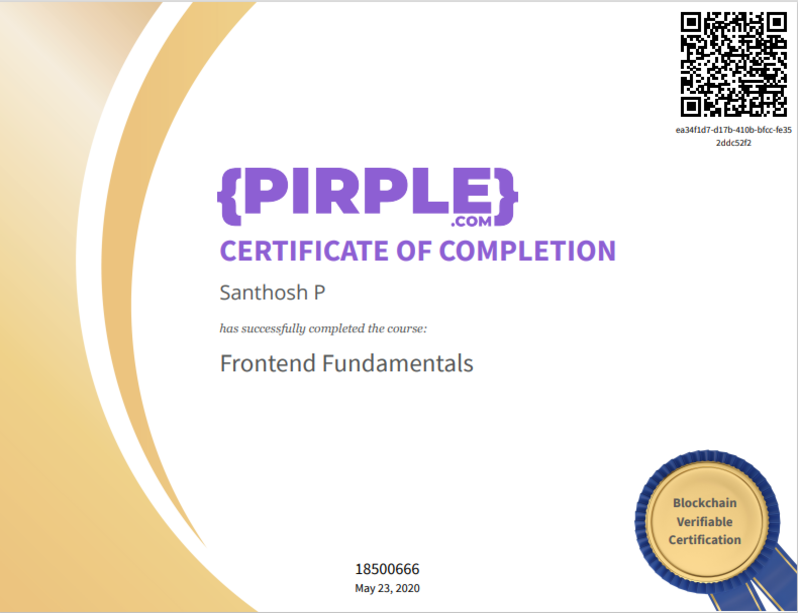 ea34f1d7-d17b-410b-bfcc-fe35
2ddc52f2
{PIRPLE}
.COM
CERTIFICATE OF COMPLETION
Santhosh P
has successfully completed the course:
Frontend Fundamentals
Blockchain
Verifiable
Certification
18500666
May 23, 2020